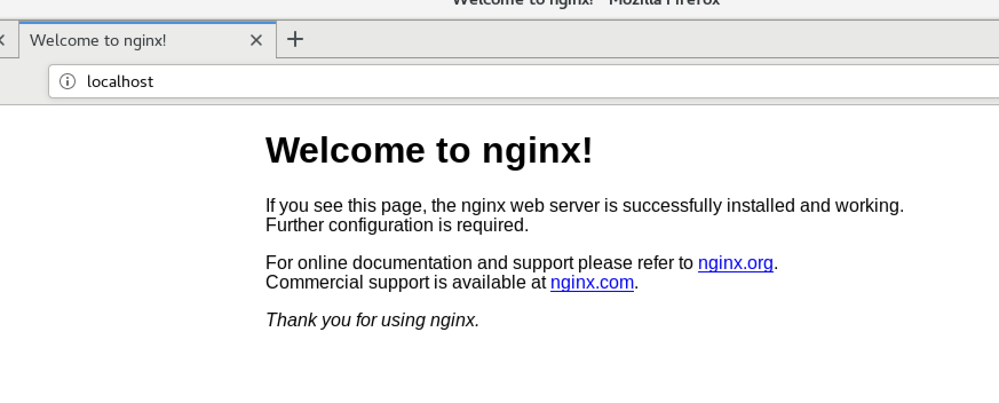 Welcome to nginx! - Mozilla Firefox
Welcome to nginx!
localhost
Welcome to nginx!
If you see this page, the nginx web server is successfully installed and working.
Further configuration is required.
For online documentation and support please refer to nginx.org.
Commercial support is available at nginx.com.
Thank you for using nginx.